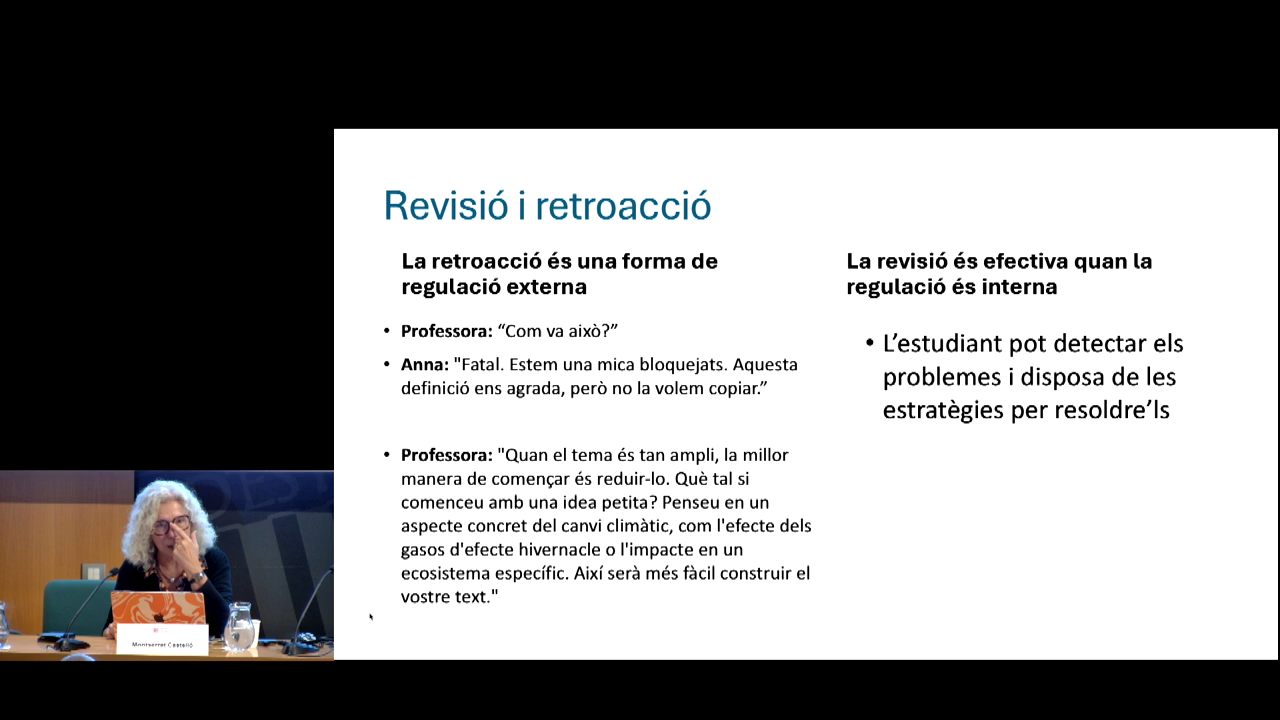 Revisió i retroacció
La retroacció és una forma de
regulació externa
• Professora: “Com va això?”
• Anna: "Fatal. Estem una mica bloquejats. Aquesta
definició ens agrada, però no la volem copiar.”
• Professora: "Quan el tema és tan ampli, la millor
manera de començar és reduir-lo. Què tal si
comenceu amb una idea petita? Penseu en un
aspecte concret del canvi climàtic, com l'efecte dels
gasos d'efecte hivernacle o l'impacte en un
ecosistema específic. Així serà més fàcil construir el
vostre text."
La revisió és efectiva quan la
regulació és interna
• L’estudiant pot detectar els
problemes i disposa de les
estratègies per resoldre’ls
Montserrat Castelló